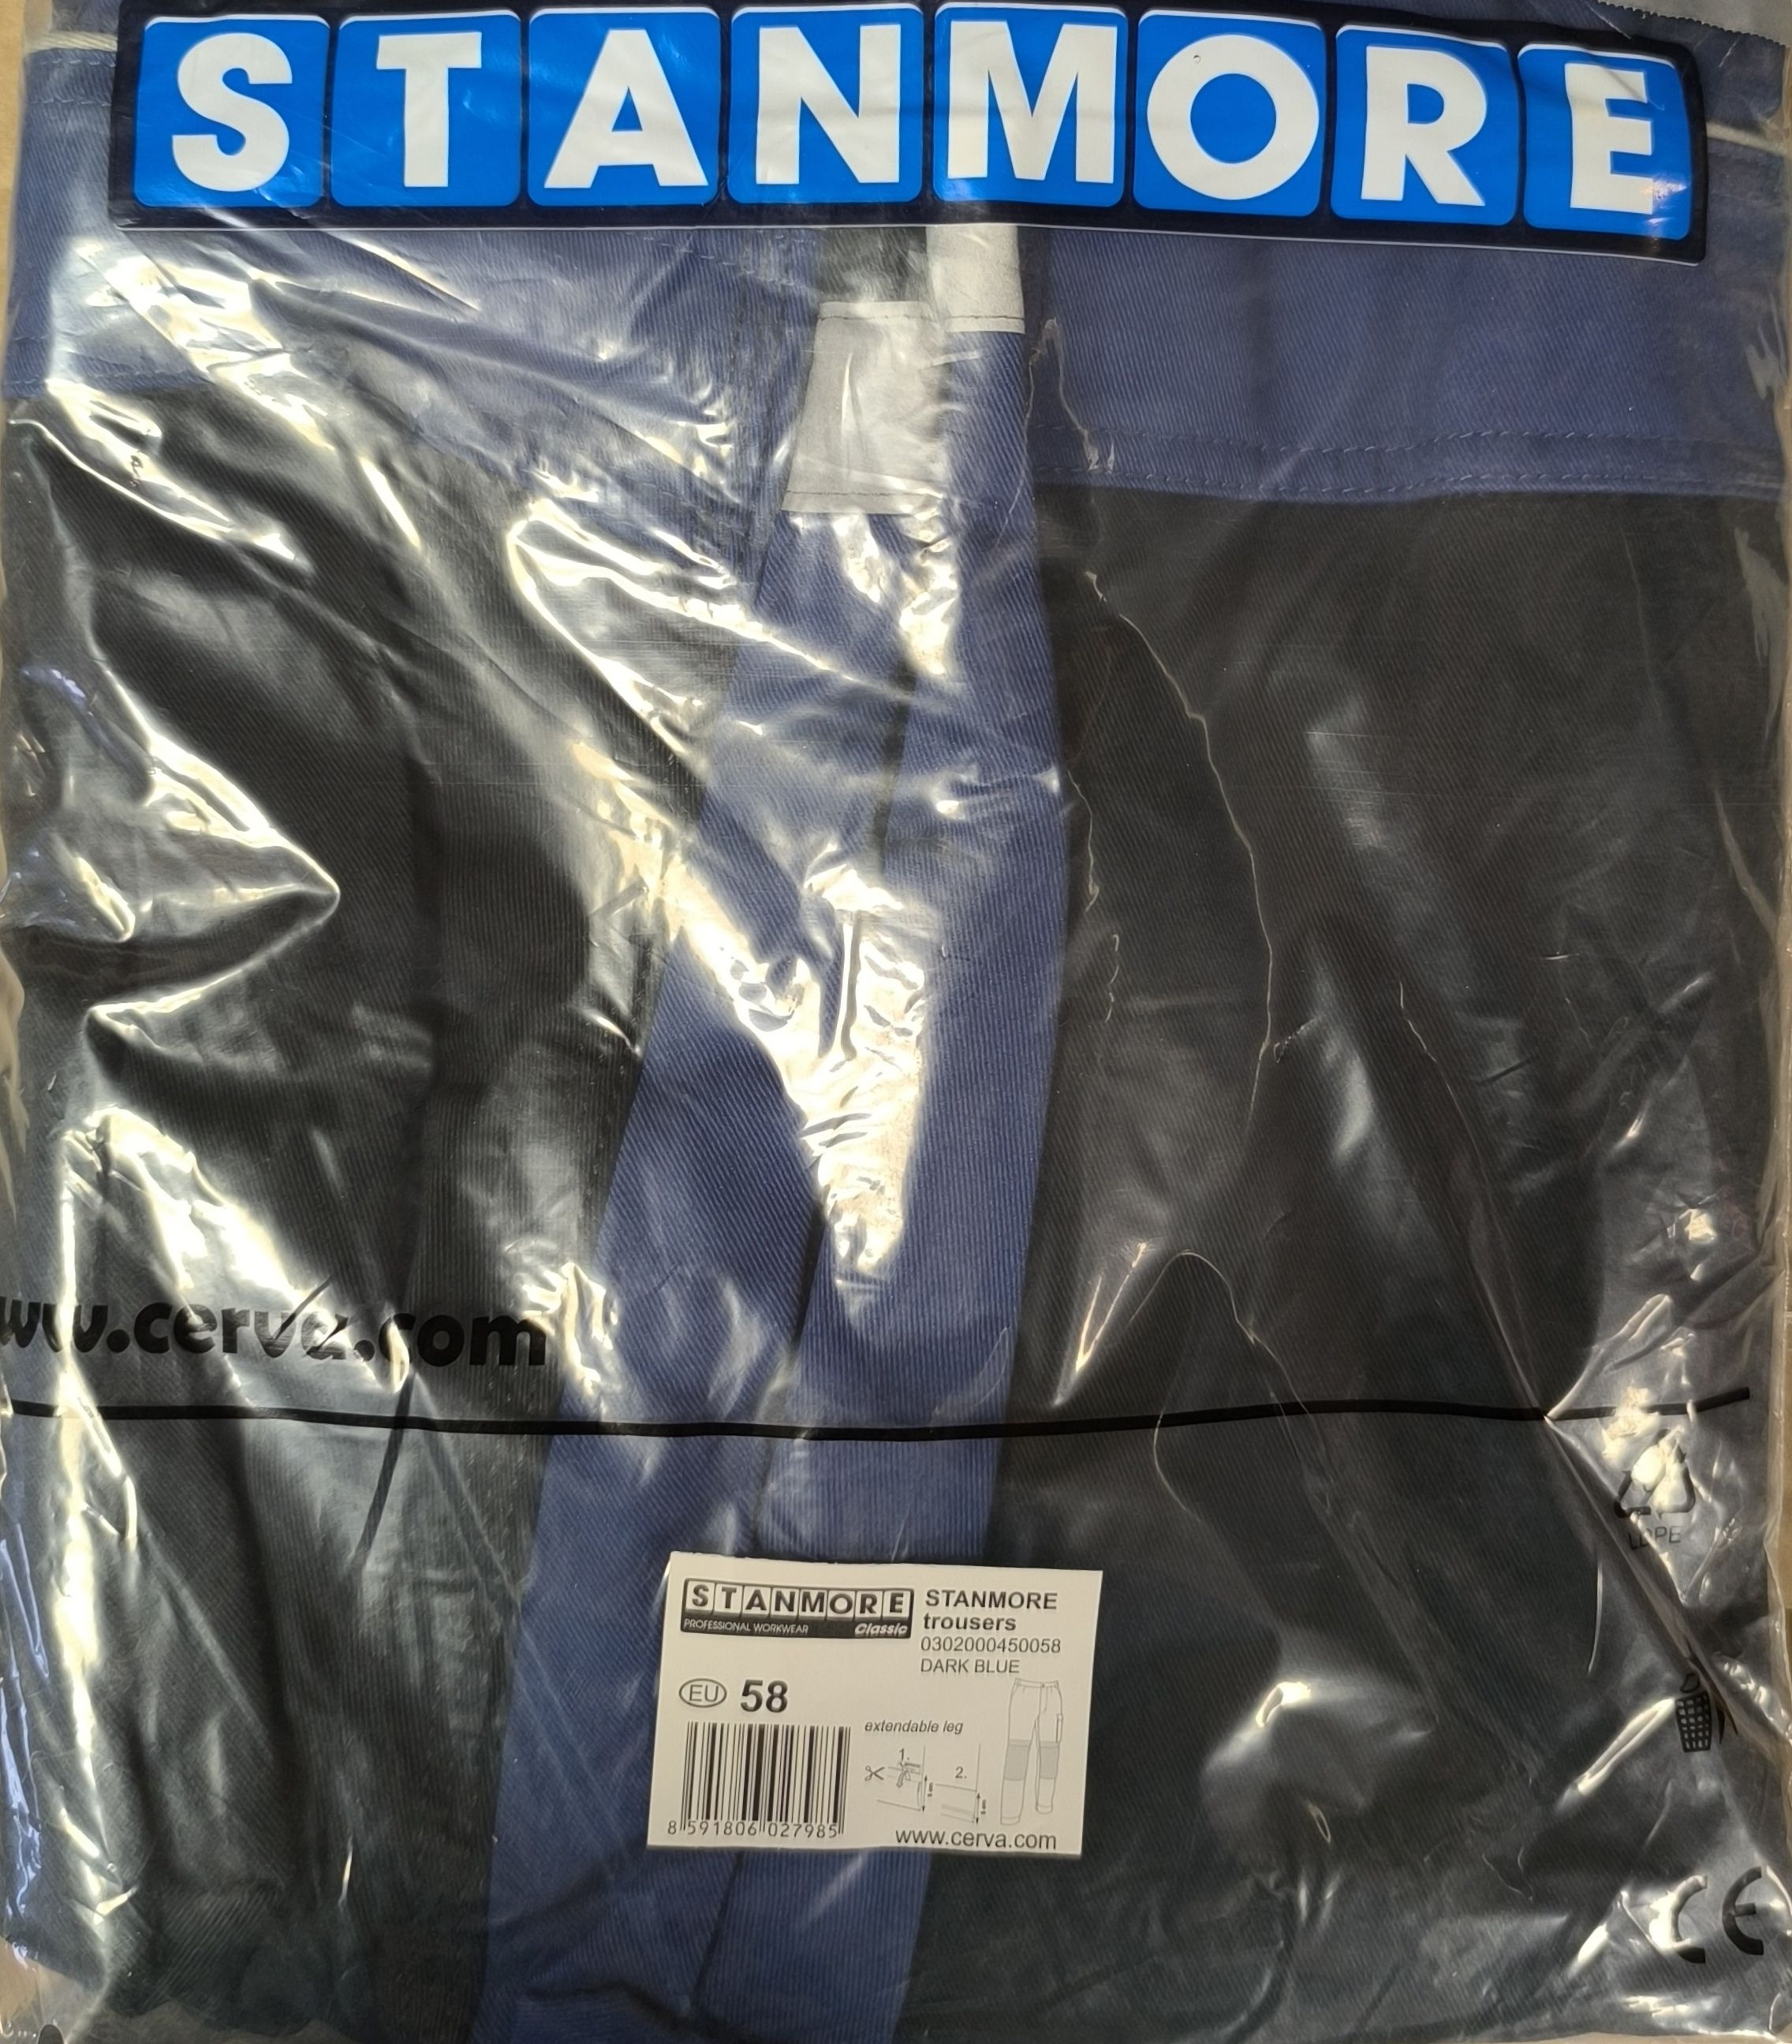 STANMORE
ww.cerva.com
LDPE
STANMORE
PROFESSIONAL WORKWEAR Classic
STANMORE
trousers
0302000450058
DARK BLUE
EU 58
extendable leg
1.
2.
8 591806 027985
www.cerva.com
CE